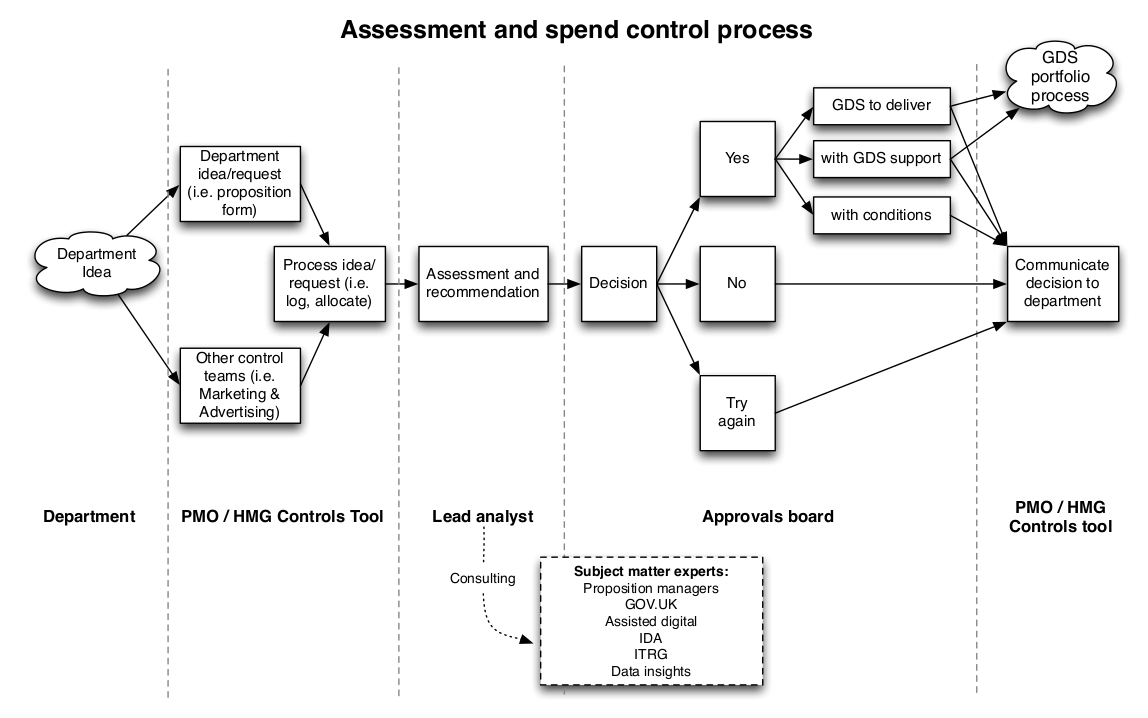 Assessment and spend control process
Department
Idea
Department
idea/request
(i.e. proposition
form)
Other control
teams (i.e.
Marketing &
Advertising)
Process idea/
request (i.e.
log, allocate)
Assessment and
recommendation
Decision
Yes
No
Try
again
GDS to deliver
with GDS support
with conditions
GDS
portfolio
process
Communicate
decision to
department
Department
PMO / HMG Controls Tool
Lead analyst
Approvals board
PMO / HMG
Controls tool
Consulting
Subject matter experts:
Proposition managers
GOV.UK
Assisted digital
IDA
ITRG
Data insights